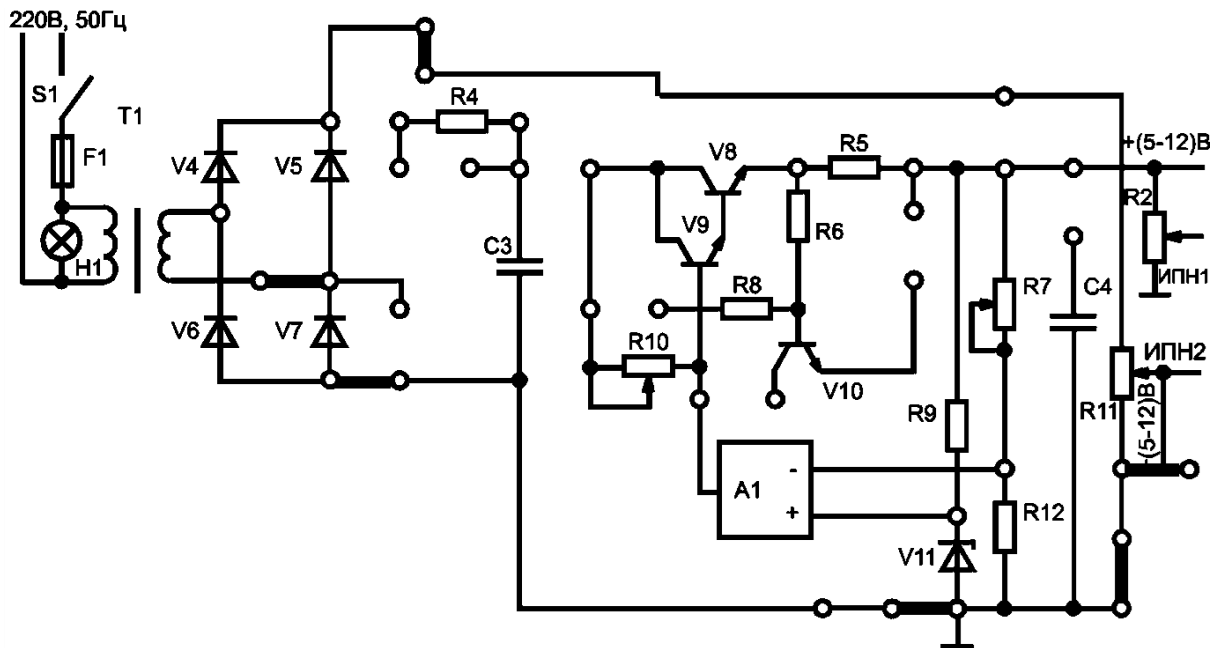 220В, 50Гц
S1
T1
F1
H1
V4
V5
V6
V7
R4
C3
V8
V9
R5
R6
R8
R10
V10
A1
-
+
R9
V11
R7
R12
C4
+(5-12)В
R2
ИПН1
ИПН2
R11
-(5-12)В